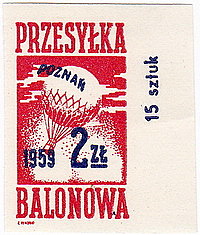 PRZESYŁKA
POZNAŃ
15 sztuk
1959 2 ZŁ
BALONOWA